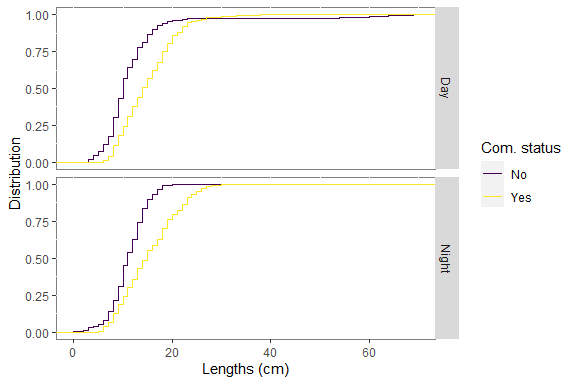 1.00
0.75
0.50
0.25
0.00
Day
1.00
0.75
0.50
0.25
0.00
Night
Distribution
0
20
40
60
Lengths (cm)
Com. status
No
Yes